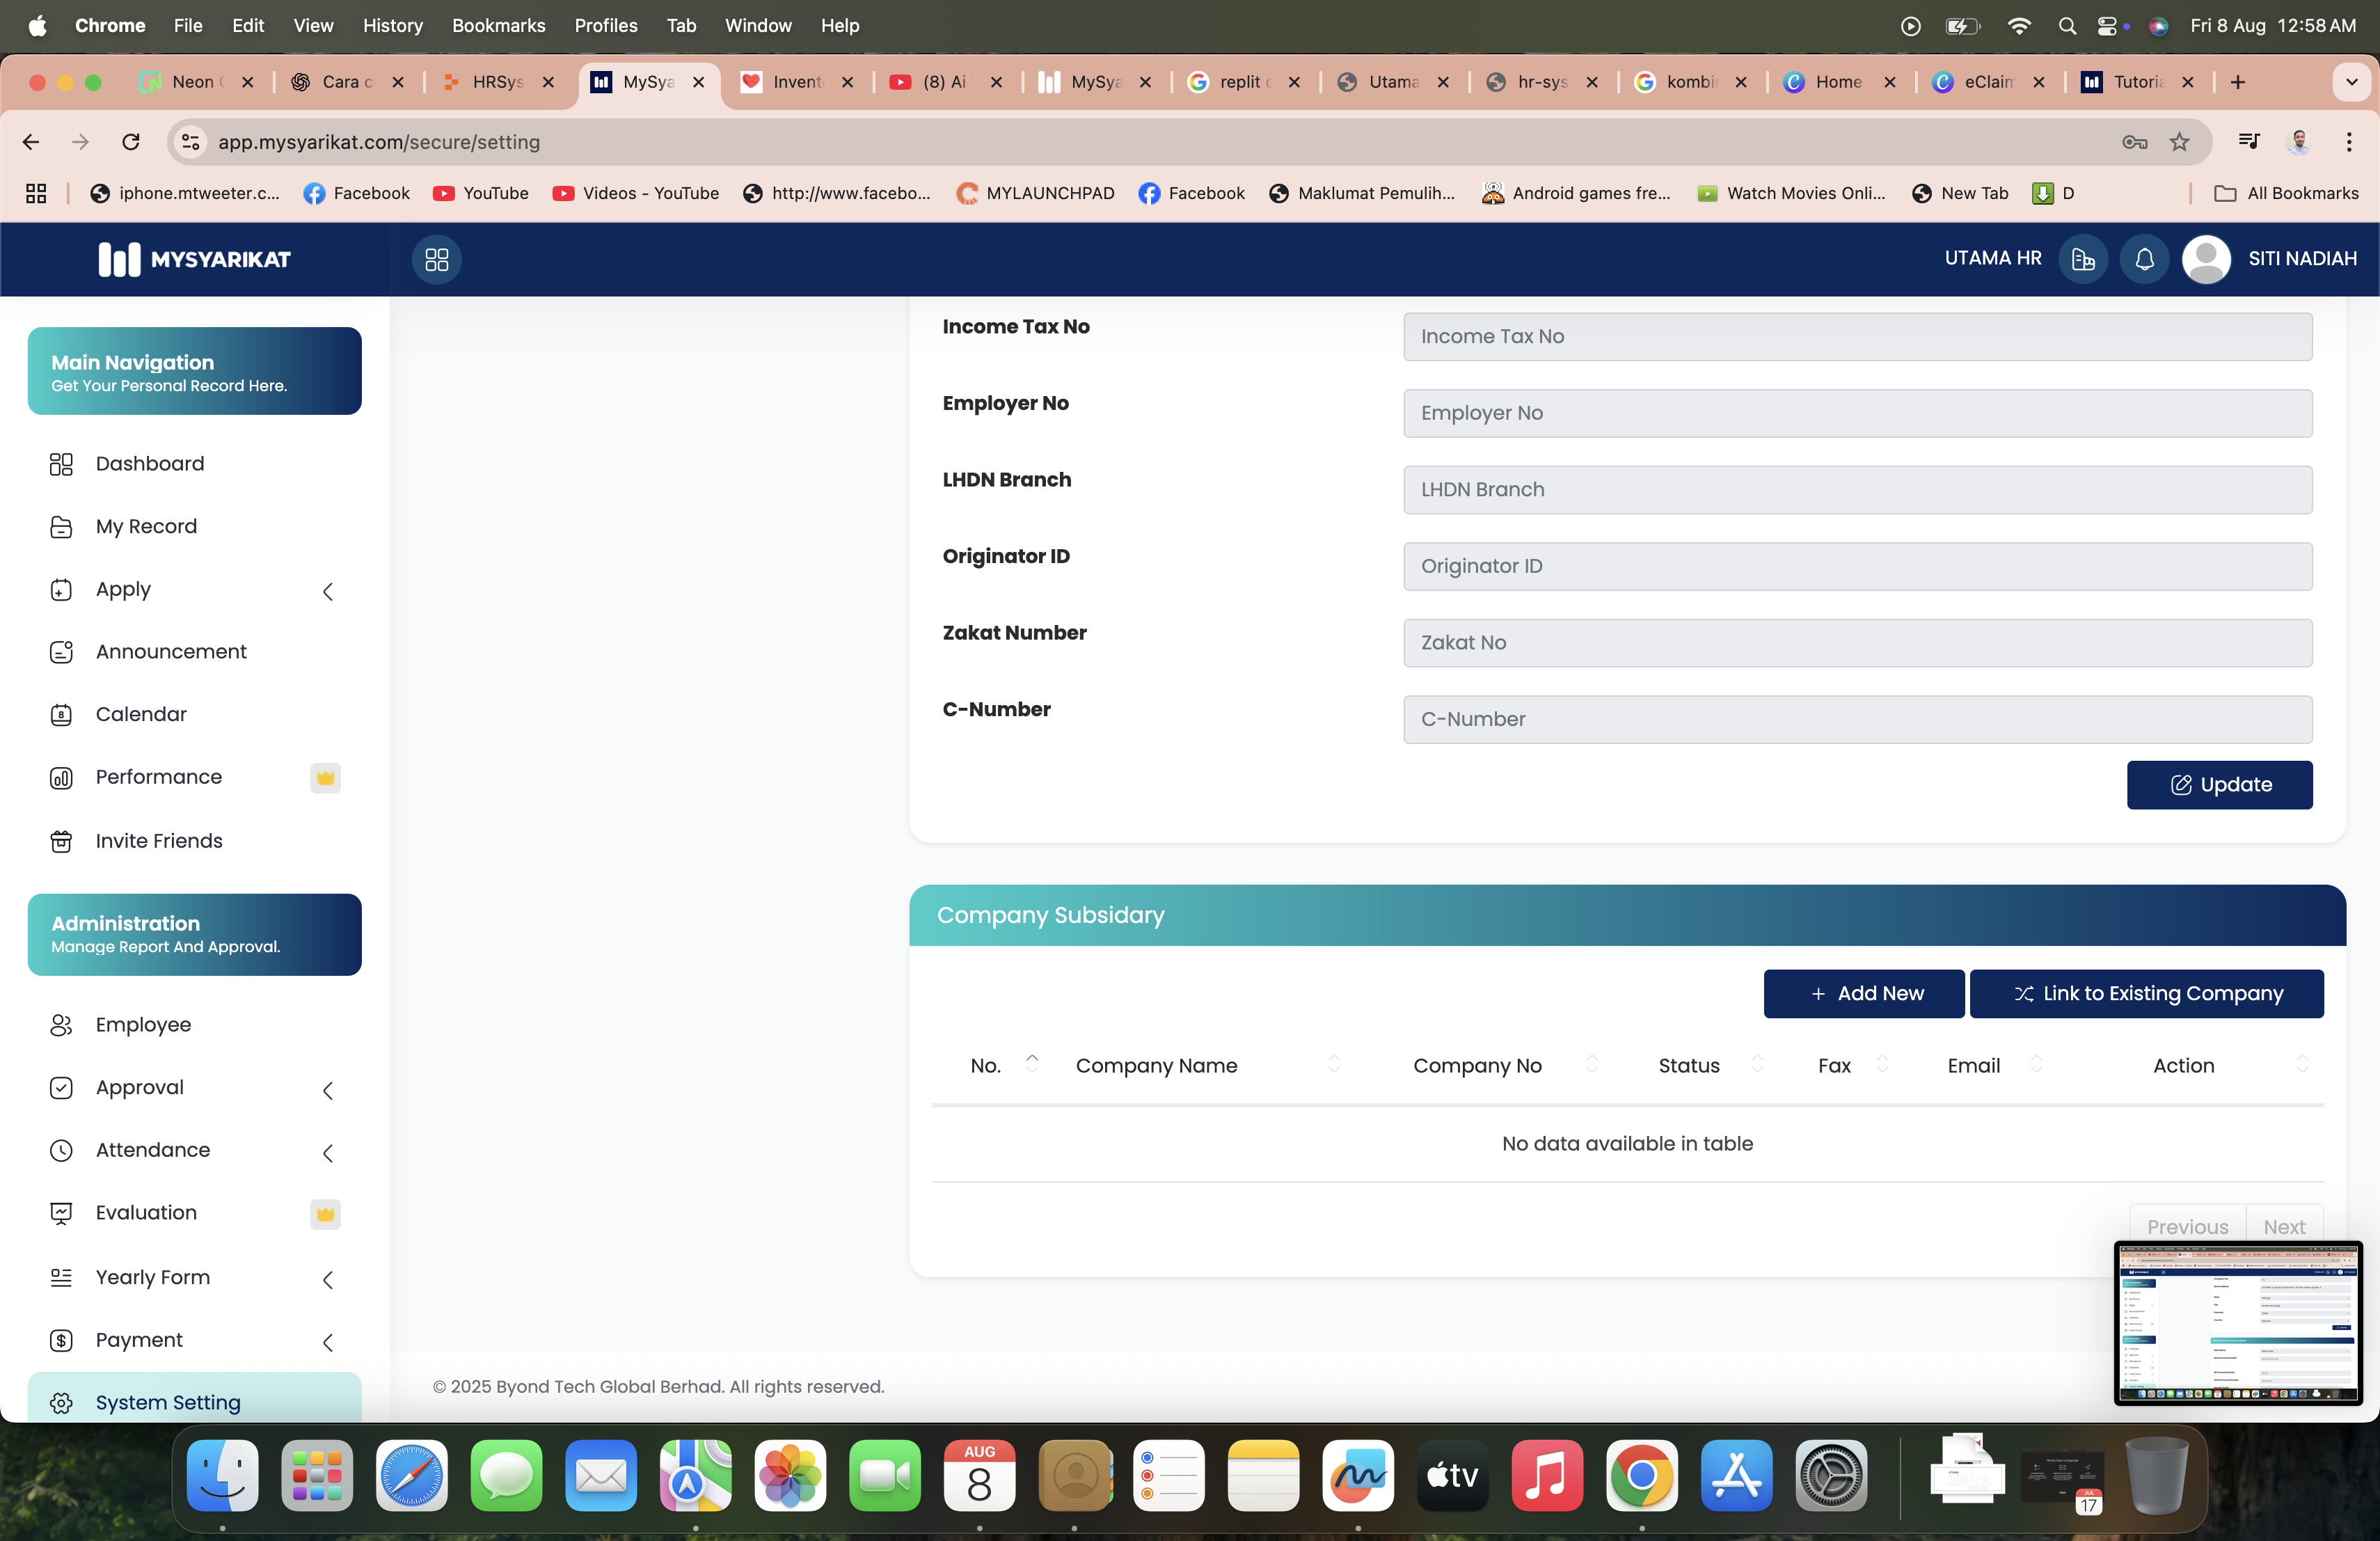 Chrome File Edit View History Bookmarks Profiles Tab Window Help Fri 8 Aug 12:58 AM
Neon Cara c HRSys MySya Invent (8) Ai MySya replit Utama hr-sys kombi Home eClaim Tutoria
app.mysyarikat.com/secure/setting
iphone.mtweeter.c... Facebook YouTube Videos - YouTube http://www.facebo... MYLAUNCHPAD Facebook Maklumat Pemulih... Android games fre... Watch Movies Onli... New Tab D All Bookmarks
MYSYARIKAT UTAMA HR SITI NADIAH
Main Navigation
Get Your Personal Record Here.
Dashboard
My Record
Apply
Announcement
Calendar
Performance
Invite Friends
Administration
Manage Report And Approval.
Employee
Approval
Attendance
Evaluation
Yearly Form
Payment
System Setting
Income Tax No Income Tax No
Employer No Employer No
LHDN Branch LHDN Branch
Originator ID Originator ID
Zakat Number Zakat No
C-Number C-Number
Update
Company Subsidary
+ Add New Link to Existing Company
No. Company Name Company No Status Fax Email Action
No data available in table
Previous Next
© 2025 Byond Tech Global Berhad. All rights reserved.
AUG
8
tv
JUL
17